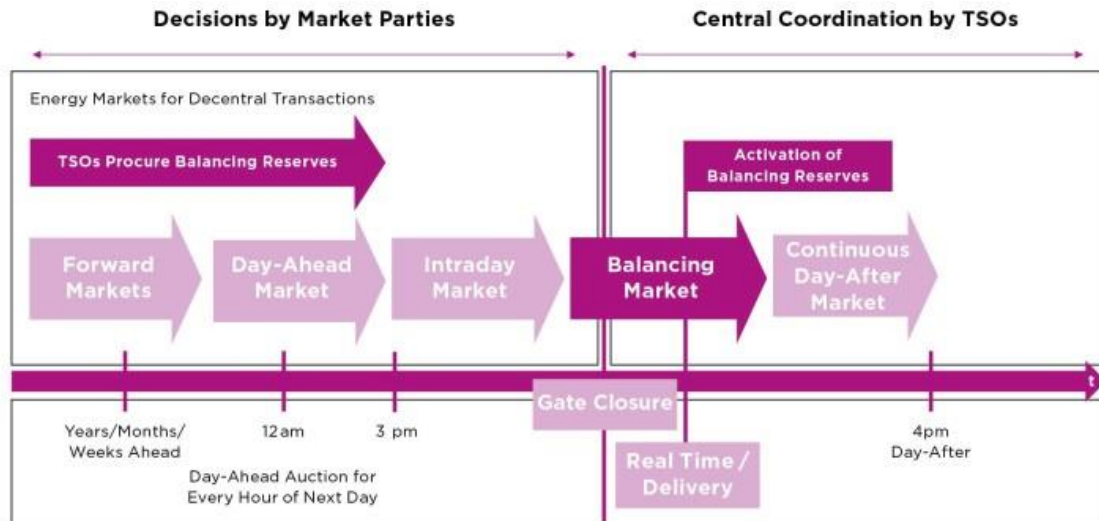 Decisions by Market Parties
Central Coordination by TSOs
Energy Markets for Decentral Transactions
TSOs Procure Balancing Reserves
Activation of
Balancing Reserves
Forward
Markets
Day-Ahead
Market
Intraday
Market
Balancing
Market
Continuous
Day-After
Market
t
Gate Closure
Years/Months/
Weeks Ahead
12am
3 pm
4pm
Day-After
Day-Ahead Auction for
Every Hour of Next Day
Real Time /
Delivery